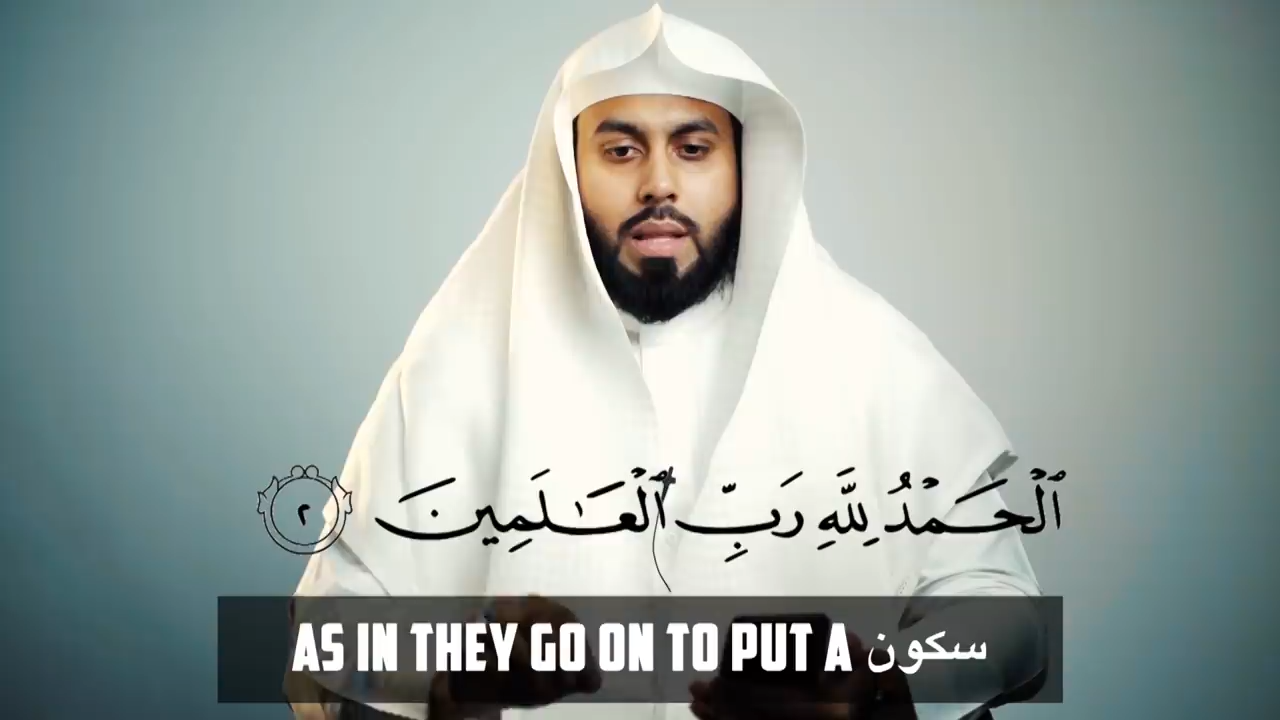 ٱلْحَمْدُ لِلَّهِ رَبِّ ٱلْعَـٰلَمِينَ ٢
AS IN THEY GO ON TO PUT A سكون